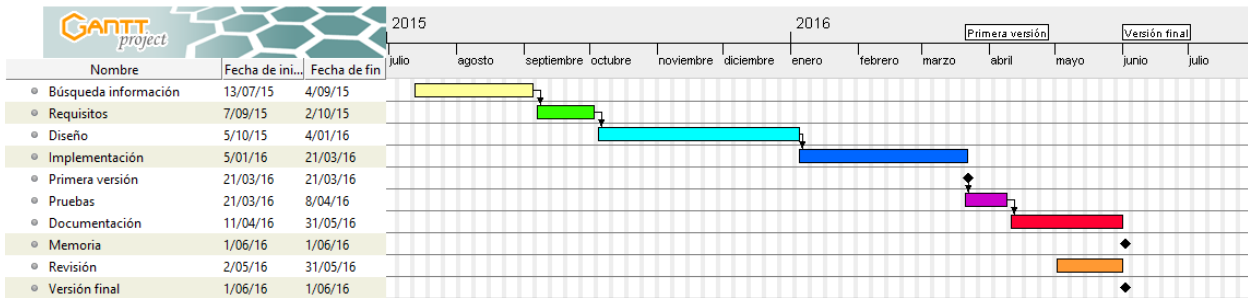 GANTT project
2015
2016
Primera versión
Versión final
julio agosto septiembre octubre noviembre diciembre enero febrero marzo abril mayo junio julio
Nombre Fecha de ini... Fecha de fin
Búsqueda información 13/07/15 4/09/15
Requisitos 7/09/15 2/10/15
Diseño 5/10/15 4/01/16
Implementación 5/01/16 21/03/16
Primera versión 21/03/16 21/03/16
Pruebas 21/03/16 8/04/16
Documentación 11/04/16 31/05/16
Memoria 1/06/16 1/06/16
Revisión 2/05/16 31/05/16
Versión final 1/06/16 1/06/16